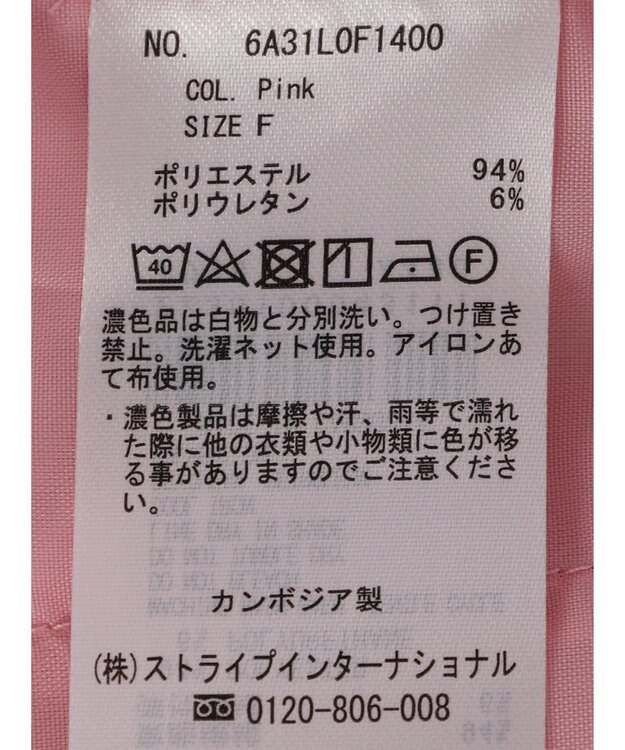 NO. 6A31L0F1400
COL. Pink
SIZE F
ポリエステル 94%
ポリウレタン 6%
40
F
濃色品は白物と分別洗い。つけ置き
禁止。洗濯ネット使用。アイロンあ
て布使用。
・濃色製品は摩擦や汗、雨等で濡れ
た際に他の衣類や小物類に色が移
る事がありますのでご注意くださ
い。
カンボジア製
(株)ストライプインターナショナル
0120-806-008